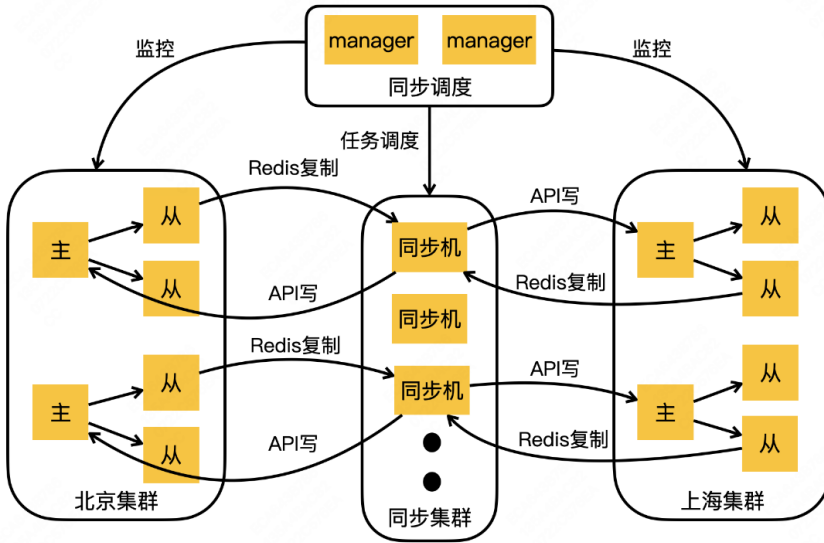 manager
manager
同步调度
监控
监控
任务调度
Redis复制
API写
主
从
从
API写
同步机
同步机
Redis复制
主
从
从
Redis复制
API写
主
从
从
API写
同步机
Redis复制
主
从
从
北京集群
同步集群
上海集群